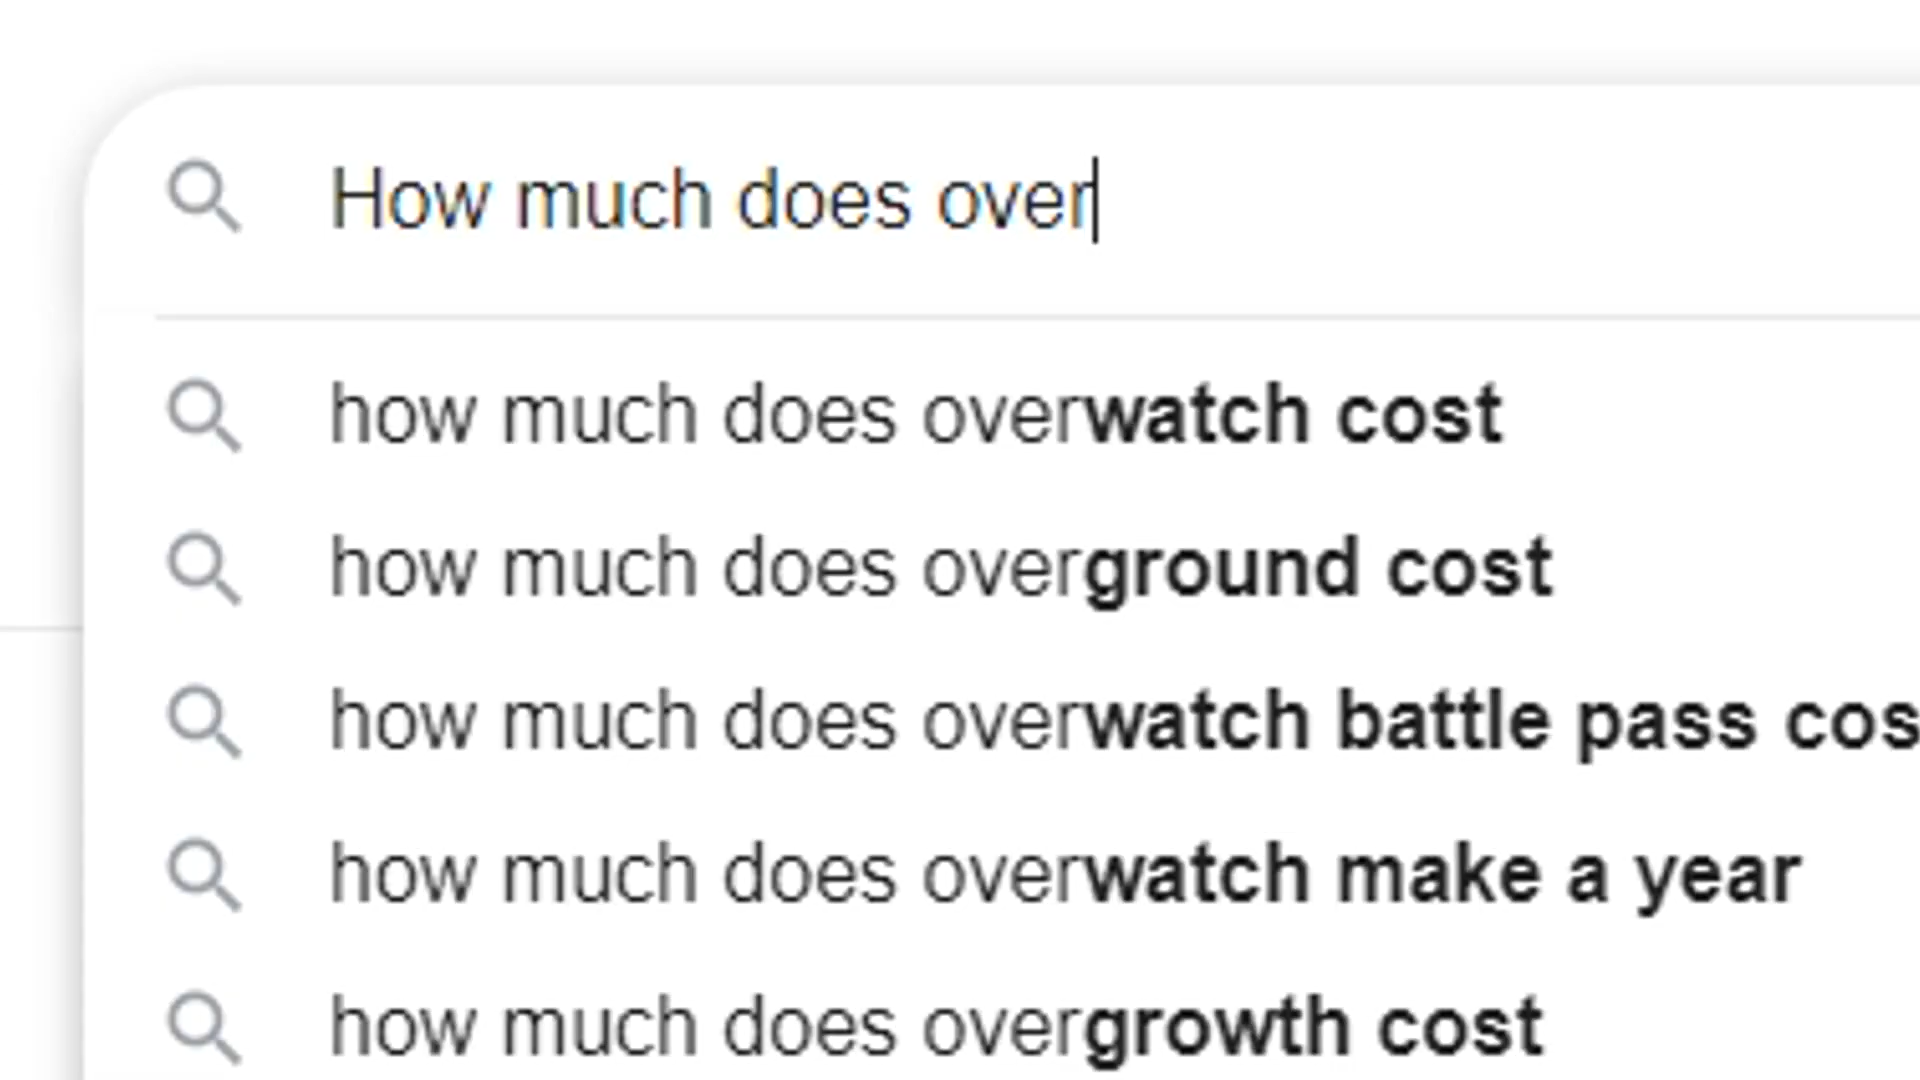 How much does over
how much does overwatch cost
how much does overground cost
how much does overwatch battle pass cos
how much does overwatch make a year
how much does overgrowth cost